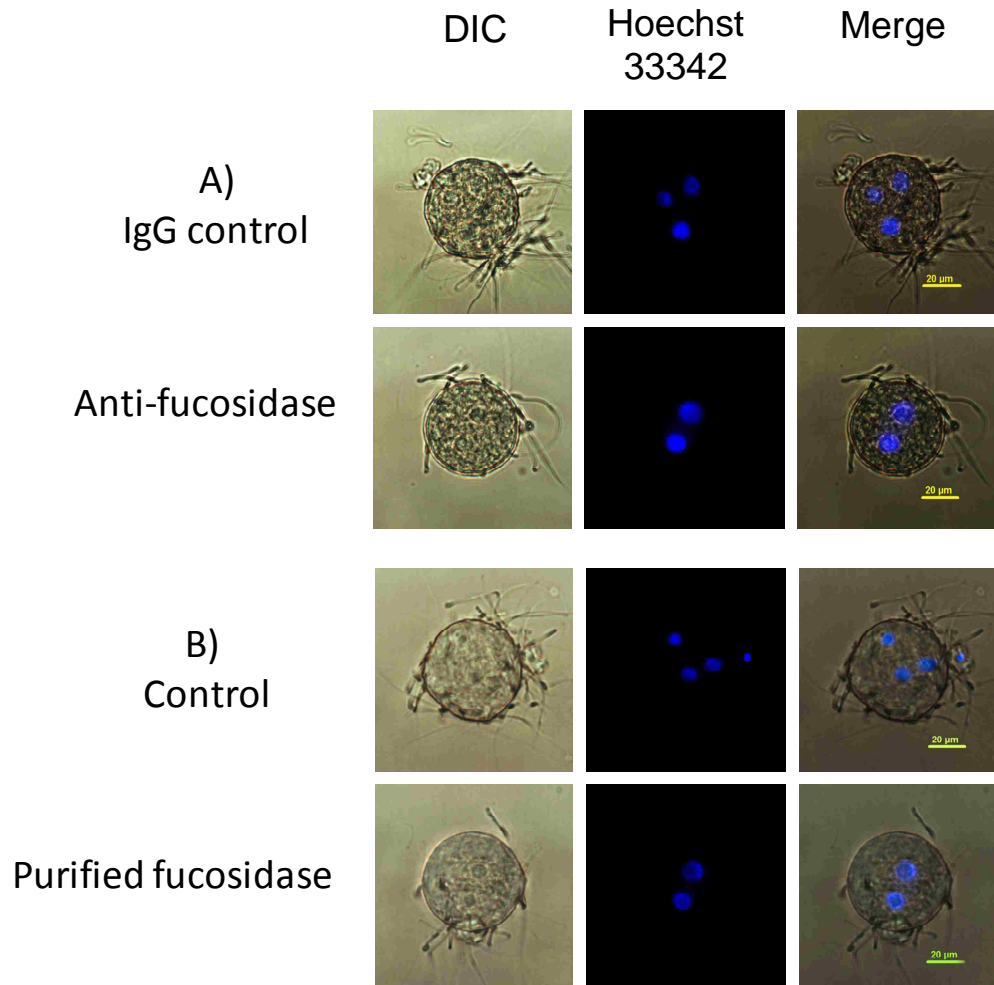 DIC
Hoechst
33342
Merge
A)
IgG control
20 µm
Anti-fucosidase
20 µm
B)
Control
20 µm
Purified fucosidase
20 µm